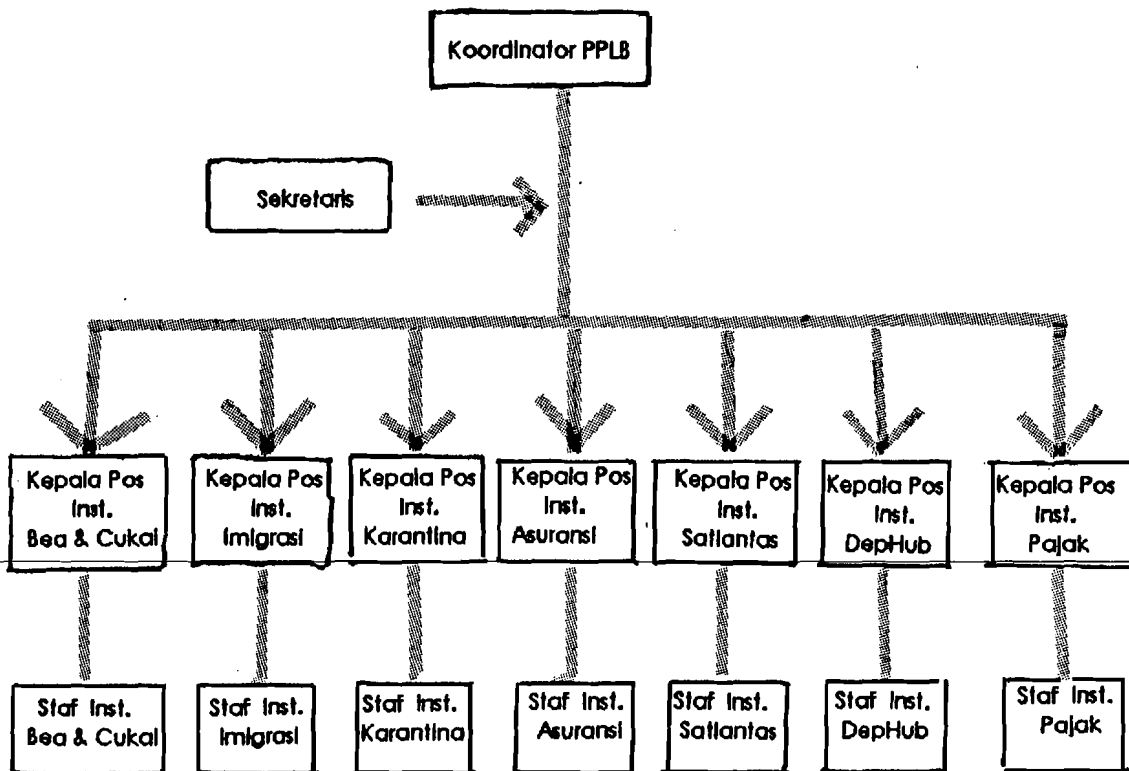 Koordinator PPLB
Sekretaris
Kepala Pos
Inst.
Bea & Cukai
Kepala Pos
Inst.
Imigrasi
Kepala Pos
Inst.
Karantina
Kepala Pos
Inst.
Asuransi
Kepala Pos
Inst.
Satlantas
Kepala Pos
Inst.
DepHub
Kepala Pos
Inst.
Pajak
Staf Inst.
Bea & Cukai
Staf Inst.
Imigrasi
Staf Inst.
Karantina
Staf Inst.
Asuransi
Staf Inst.
Satlantas
Staf Inst.
DepHub
Staf Inst.
Pajak